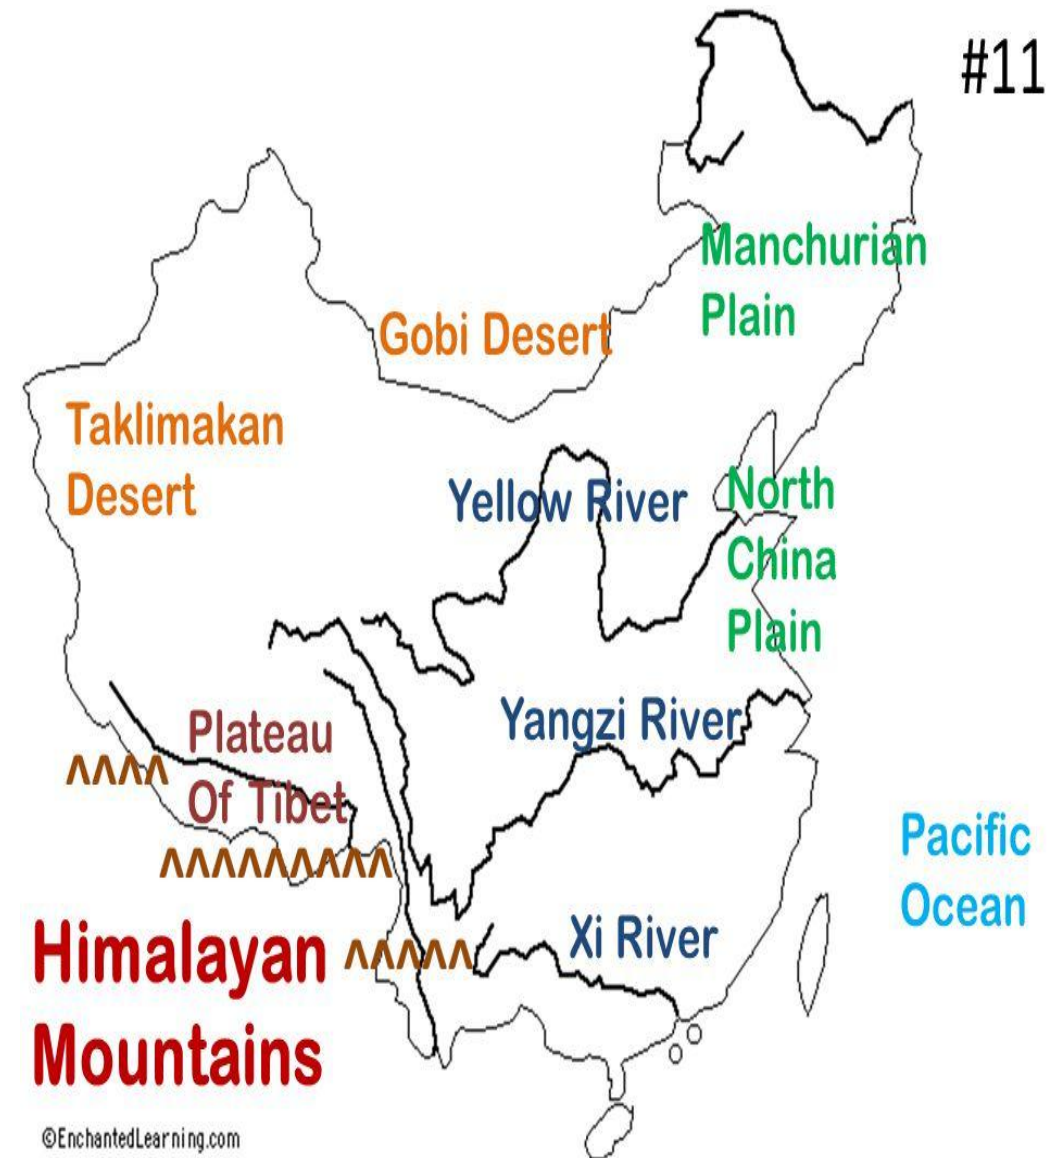 #11
Manchurian
Plain
Gobi Desert
Taklimakan
Desert
Yellow River
North
China
Plain
Yangzi River
Plateau
Of Tibet
^^^^
^^^^^^^^^
Pacific
Ocean
Xi River
^^^^^
Himalayan
Mountains
©EnchantedLearning.com